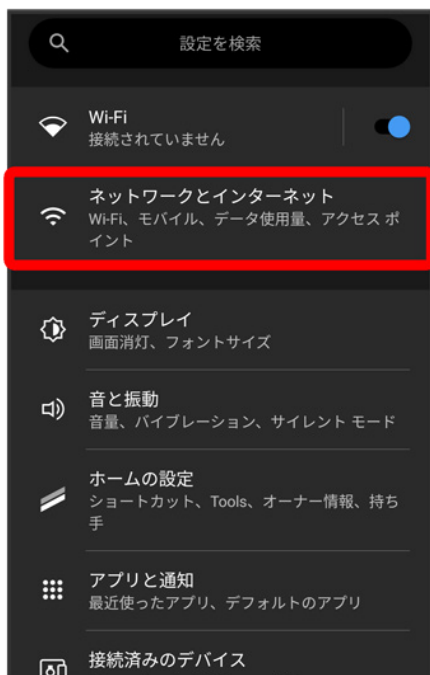 設定を検索
Wi-Fi
接続されていません
ネットワークとインターネット
Wi-Fi、モバイル、データ使用量、アクセス ポ
イント
ディスプレイ
画面消灯、フォントサイズ
音と振動
音量、バイブレーション、サイレント モード
ホームの設定
ショートカット、Tools、オーナー情報、持ち
手
アプリと通知
最近使ったアプリ、デフォルトのアプリ
接続済みのデバイス